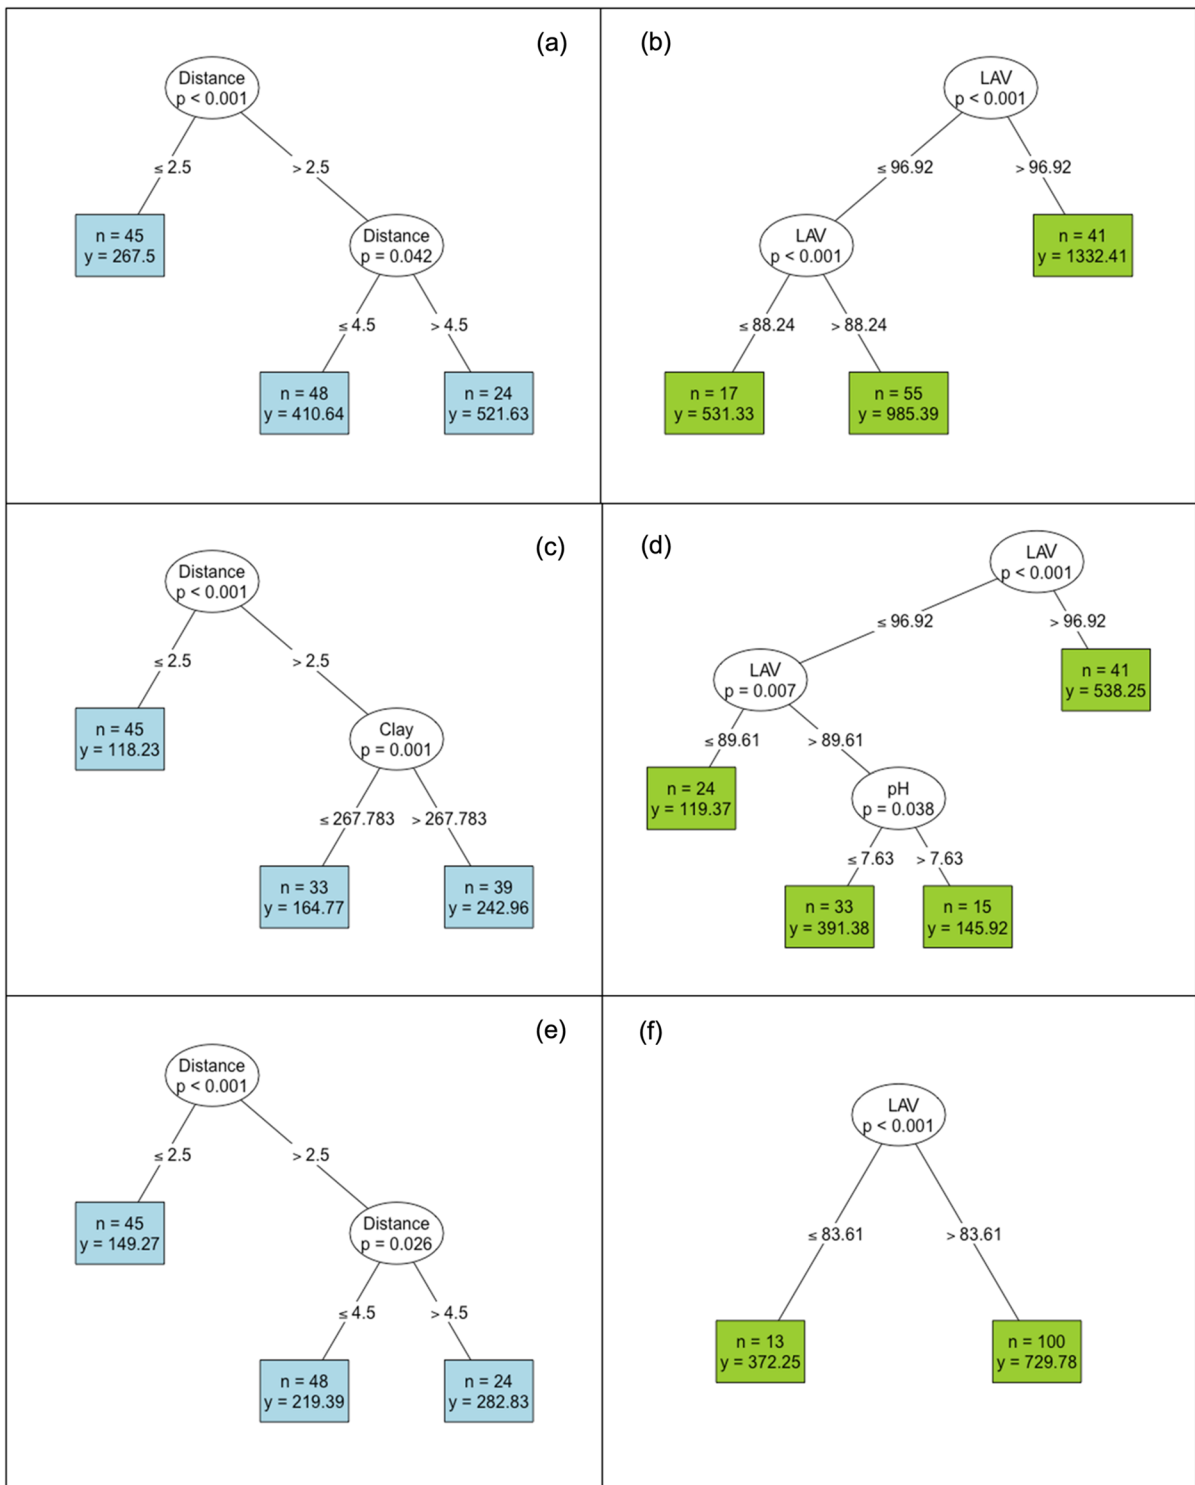 (a)
Distance
p < 0.001
≤ 2.5
> 2.5
n = 45
y = 267.5
Distance
p = 0.042
≤ 4.5
> 4.5
n = 48
y = 410.64
n = 24
y = 521.63
(b)
LAV
p < 0.001
≤ 96.92
> 96.92
LAV
p < 0.001
n = 41
y = 1332.41
≤ 88.24
> 88.24
n = 17
y = 531.33
n = 55
y = 985.39
(c)
Distance
p < 0.001
≤ 2.5
> 2.5
n = 45
y = 118.23
Clay
p = 0.001
≤ 267.783
> 267.783
n = 33
y = 164.77
n = 39
y = 242.96
(d)
LAV
p < 0.001
≤ 96.92
> 96.92
LAV
p = 0.007
n = 41
y = 538.25
≤ 89.61
> 89.61
n = 24
y = 119.37
pH
p = 0.038
≤ 7.63
> 7.63
n = 33
y = 391.38
n = 15
y = 145.92
(e)
Distance
p < 0.001
≤ 2.5
> 2.5
n = 45
y = 149.27
Distance
p = 0.026
≤ 4.5
> 4.5
n = 48
y = 219.39
n = 24
y = 282.83
(f)
LAV
p < 0.001
≤ 83.61
> 83.61
n = 13
y = 372.25
n = 100
y = 729.78